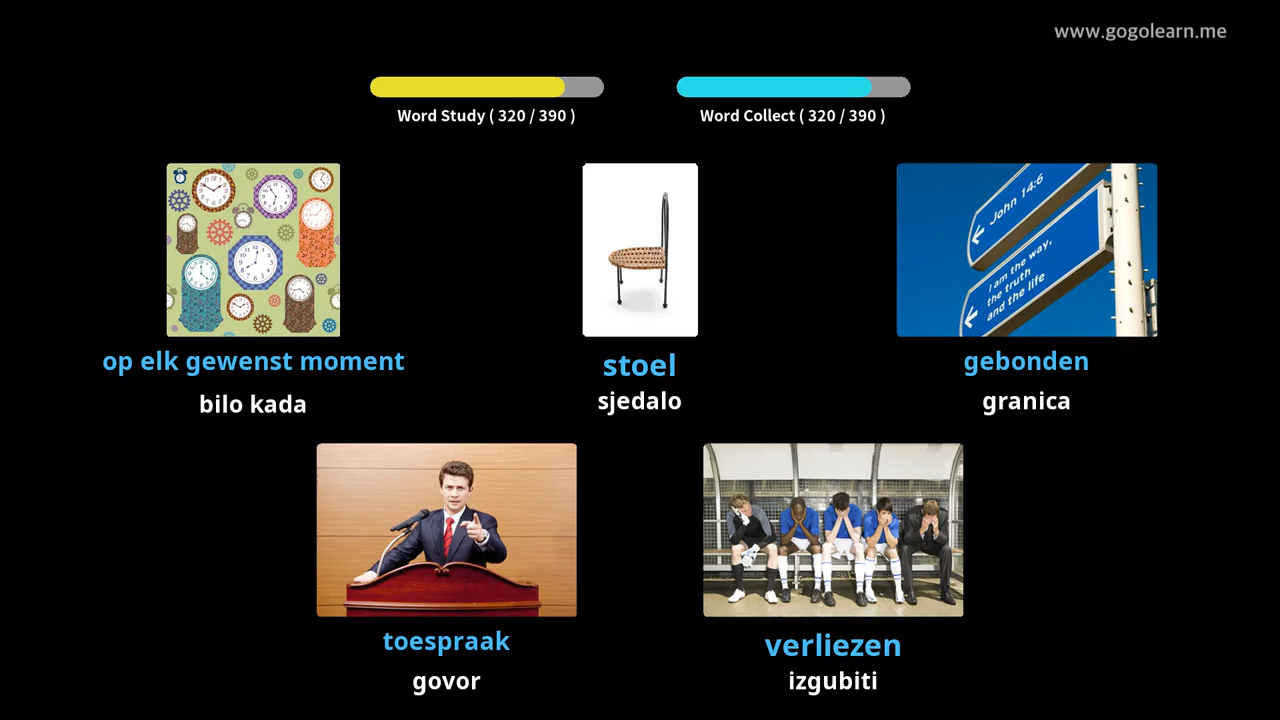 www.gogolearn.me
Word Study ( 320 / 390 )
Word Collect ( 320 / 390 )
op elk gewenst moment
bilo kada
stoel
sjedalo
John 14:6
I am the way,
the truth
and the life
gebonden
granica
toespraak
govor
verliezen
izgubiti